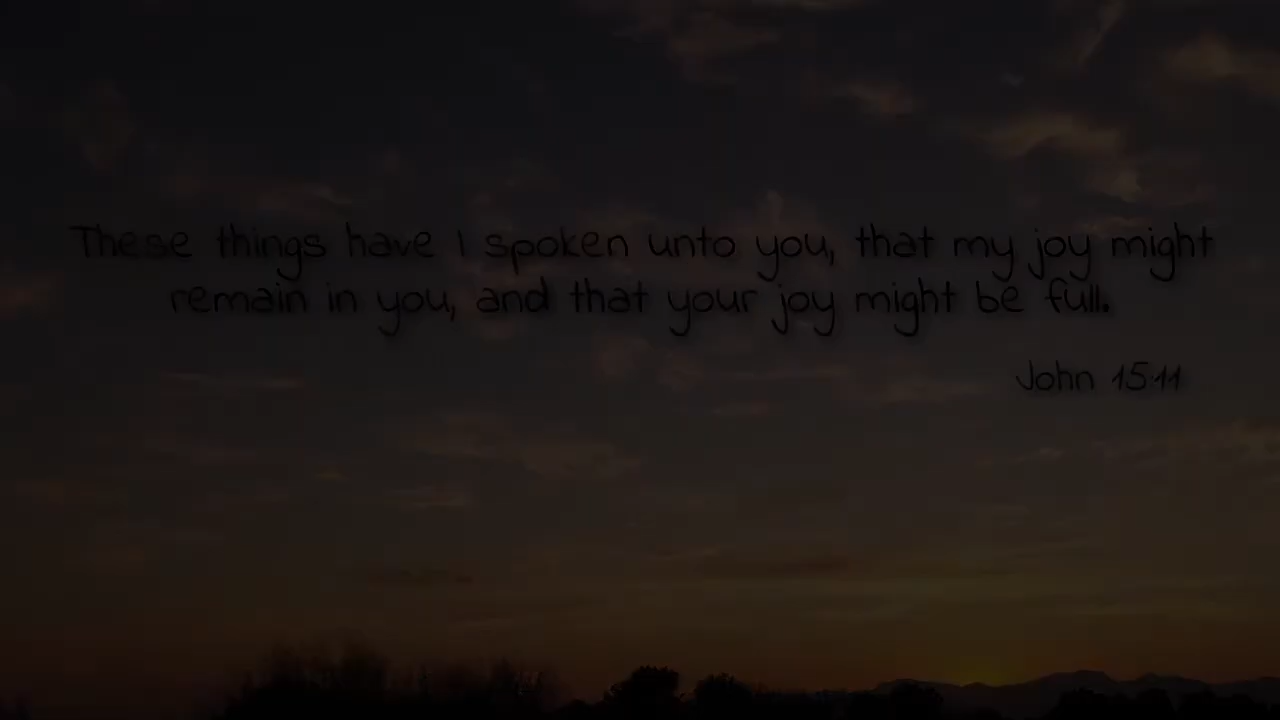 These things have I spoken unto you, that my joy might
remain in you, and that your joy might be full.
John 15:11